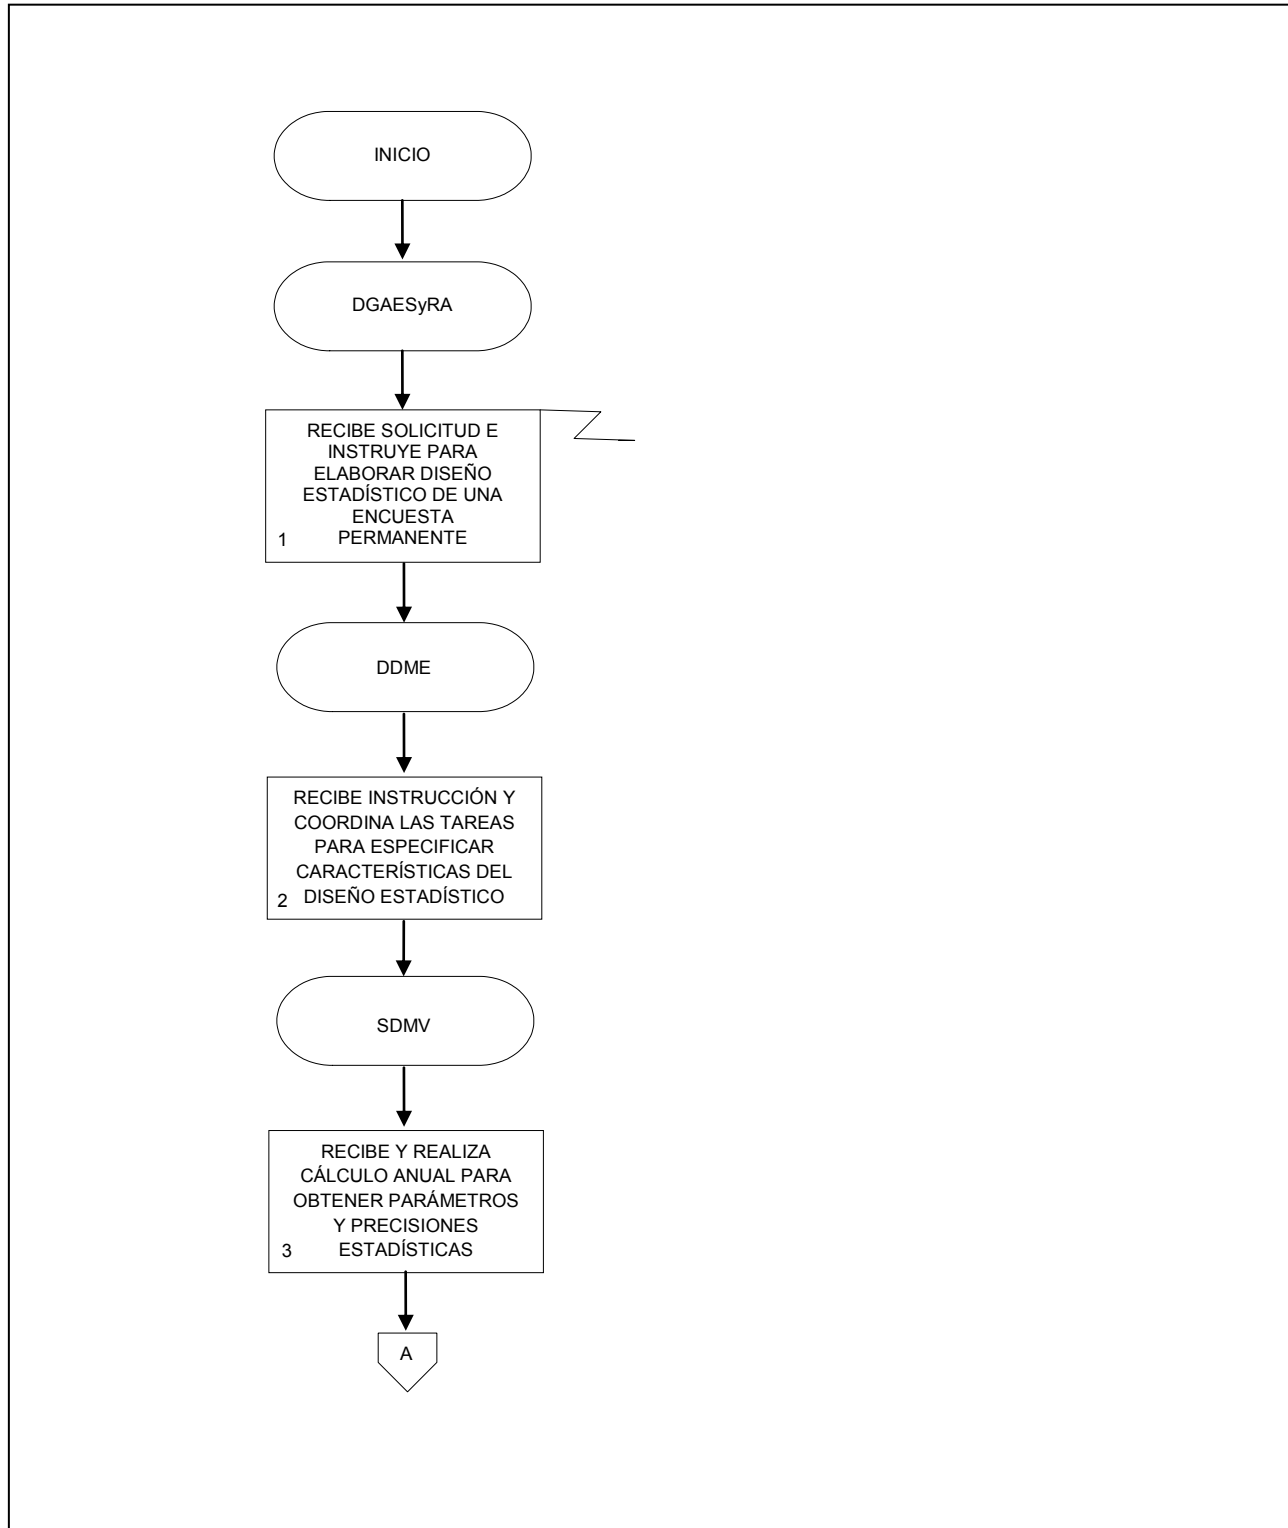 INICIO
DGAESyRA
RECIBE SOLICITUD E
INSTRUYE PARA
ELABORAR DISEÑO
ESTADÍSTICO DE UNA
ENCUESTA
1 PERMANENTE
DDME
RECIBE INSTRUCCIÓN Y
COORDINA LAS TAREAS
PARA ESPECIFICAR
CARACTERÍSTICAS DEL
2 DISEÑO ESTADÍSTICO
SDMV
RECIBE Y REALIZA
CÁLCULO ANUAL PARA
OBTENER PARÁMETROS
Y PRECISIONES
3 ESTADÍSTICAS
A